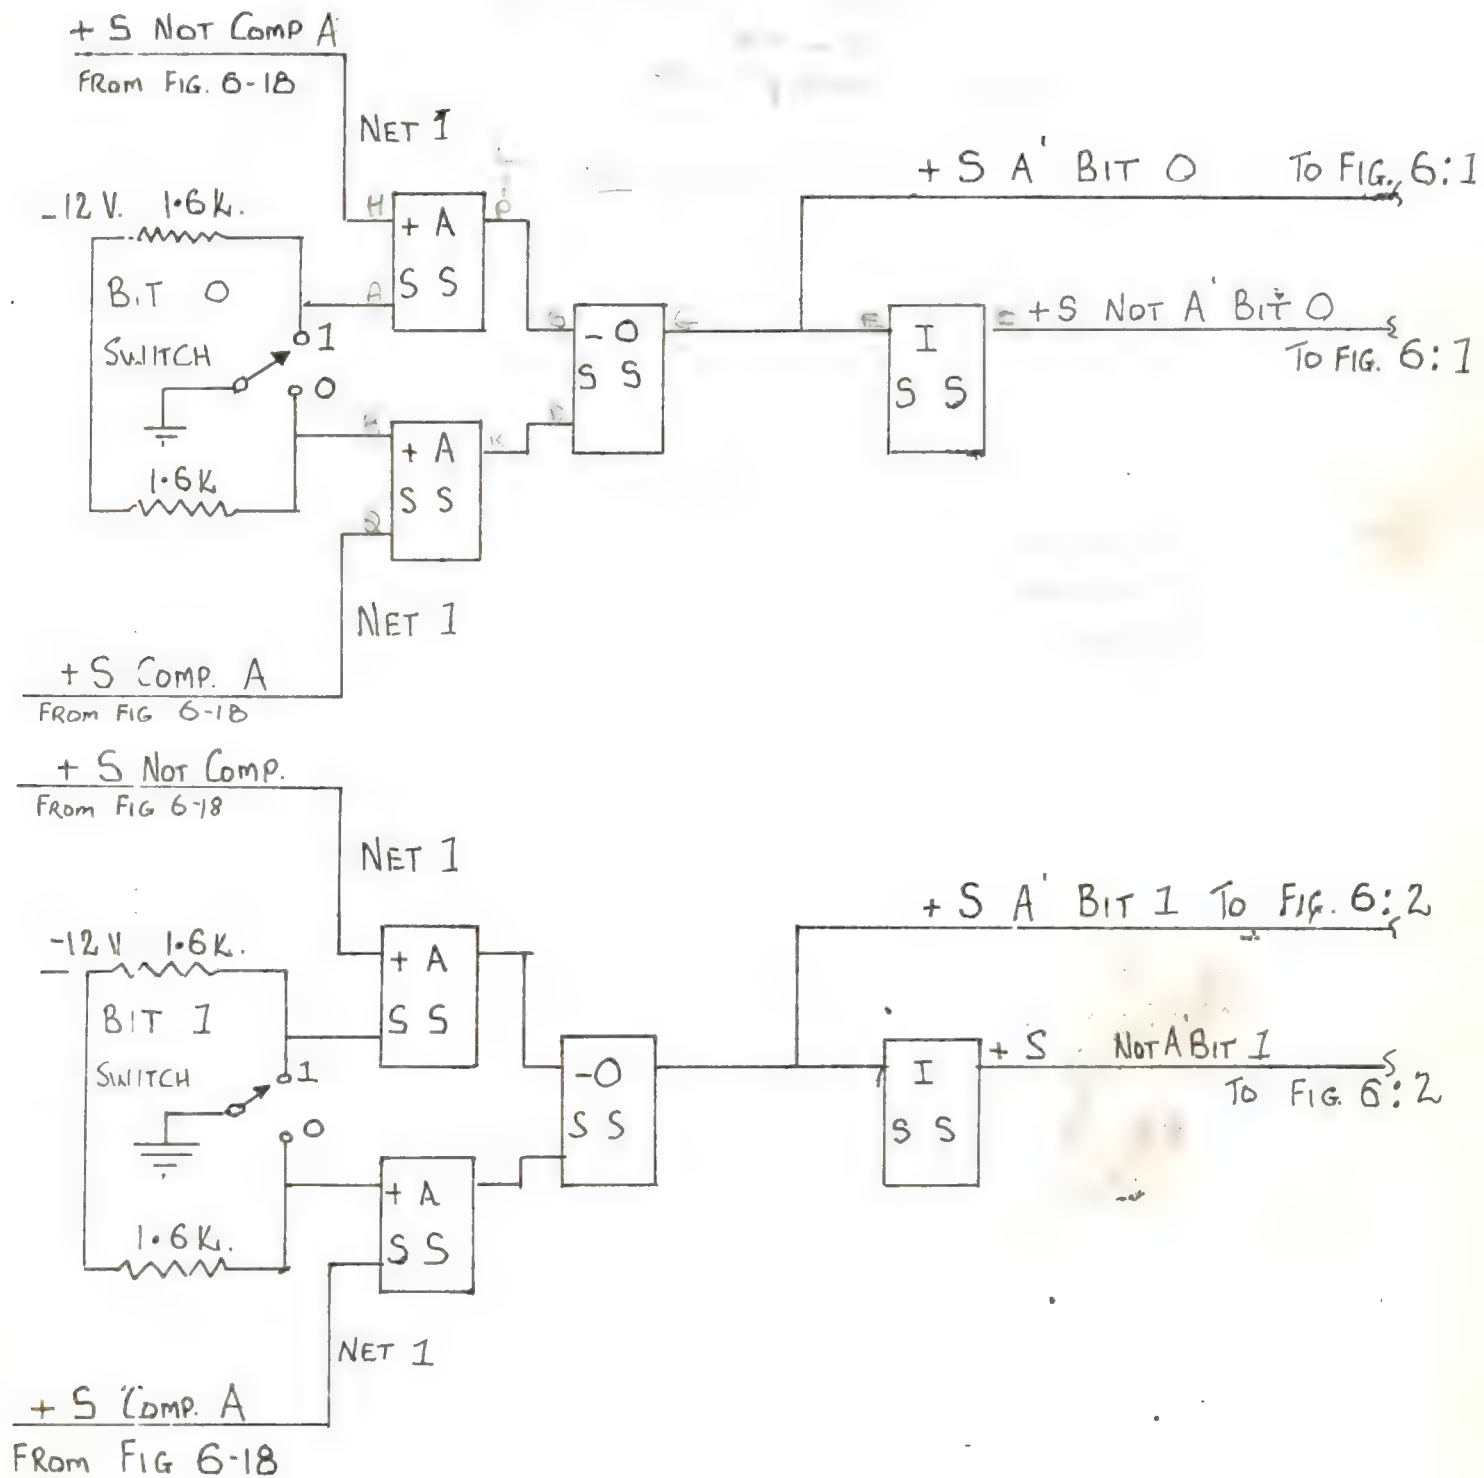 + S NOT COMP A
FROM FIG. 6-18
NET 1
-12 V. 1.6K.
BIT 0
SWITCH
1
0
1.6K
H
A
+ A
S S
P
+ A
S S
K
Q
- O
S S
G
E
I
S S
+ S A' BIT 0 TO FIG. 6:1
+S NOT A' BIT 0
TO FIG. 6:1
NET 1
+ S COMP. A
FROM FIG 6-18
+ S NOT COMP.
FROM FIG 6-18
NET 1
-12 V 1.6K.
BIT 1
SWITCH
1
0
1.6K.
+ A
S S
+ A
S S
-O
S S
I
S S
+ S A' BIT 1 TO FIG. 6:2
+ S NOT A' BIT 1
TO FIG. 6:2
NET 1
+ S COMP. A
FROM FIG 6-18